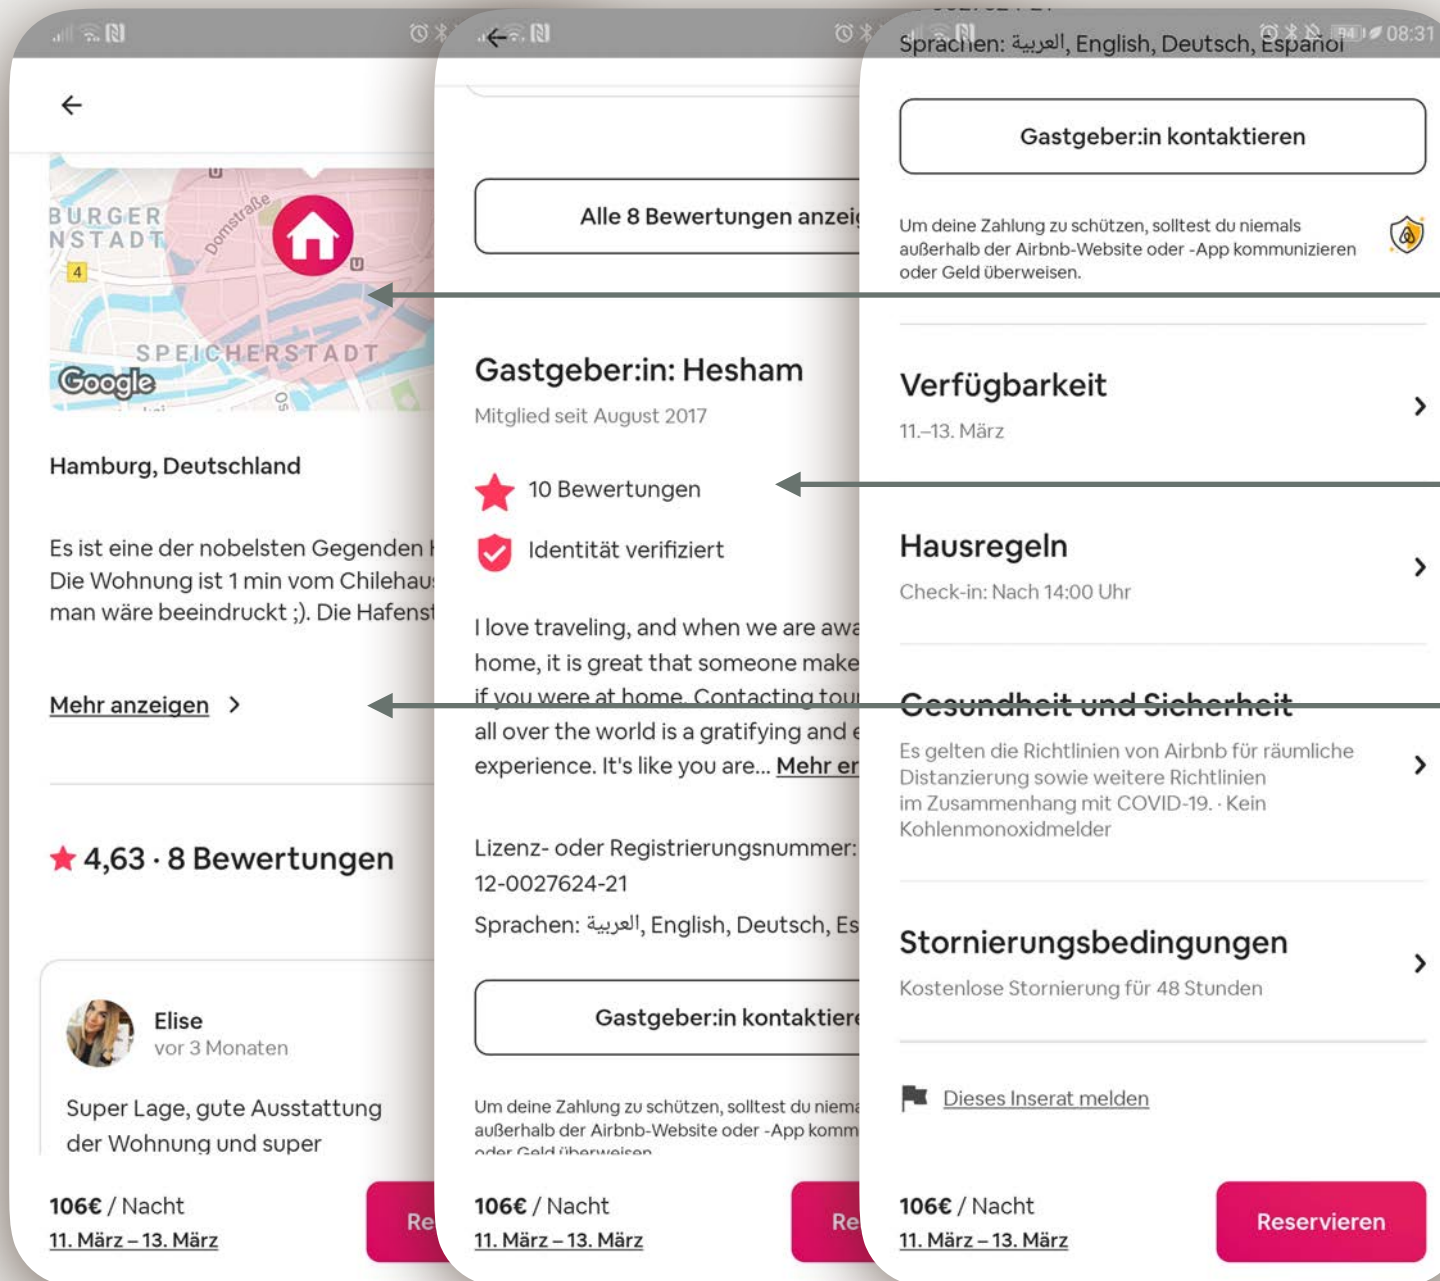 BURGER
NSTADT
Domstraße
U
U
4
SPEICHERSTADT
Google
Hamburg, Deutschland
Es ist eine der nobelsten Gegenden
Die Wohnung ist 1 min vom Chilehau
man wäre beeindruckt ;). Die Hafenst
Mehr anzeigen
4,63 · 8 Bewertungen
Elise
vor 3 Monaten
Super Lage, gute Ausstattung
der Wohnung und super
106€ / Nacht
11. März – 13. März
Re
Alle 8 Bewertungen anzeig
Gastgeber:in: Hesham
Mitglied seit August 2017
10 Bewertungen
Identität verifiziert
I love traveling, and when we are awa
home, it is great that someone make
if you were at home. Contacting tour
all over the world is a gratifying and e
experience. It's like you are... Mehr er
Lizenz- oder Registrierungsnummer:
12-0027624-21
Sprachen: العربية, English, Deutsch, Es
Gastgeber:in kontaktiere
Um deine Zahlung zu schützen, solltest du niema
außerhalb der Airbnb-Website oder -App komm
oder Geld überweisen
106€ / Nacht
11. März – 13. März
Re
94 08:31
Sprachen: العربية, English, Deutsch, Español
Gastgeber:in kontaktieren
Um deine Zahlung zu schützen, solltest du niemals
außerhalb der Airbnb-Website oder -App kommunizieren
oder Geld überweisen.
Verfügbarkeit
11.–13. März
Hausregeln
Check-in: Nach 14:00 Uhr
Gesundheit und Sicherheit
Es gelten die Richtlinien von Airbnb für räumliche
Distanzierung sowie weitere Richtlinien
im Zusammenhang mit COVID-19. · Kein
Kohlenmonoxidmelder
Stornierungsbedingungen
Kostenlose Stornierung für 48 Stunden
Dieses Inserat melden
106€ / Nacht
11. März – 13. März
Reservieren